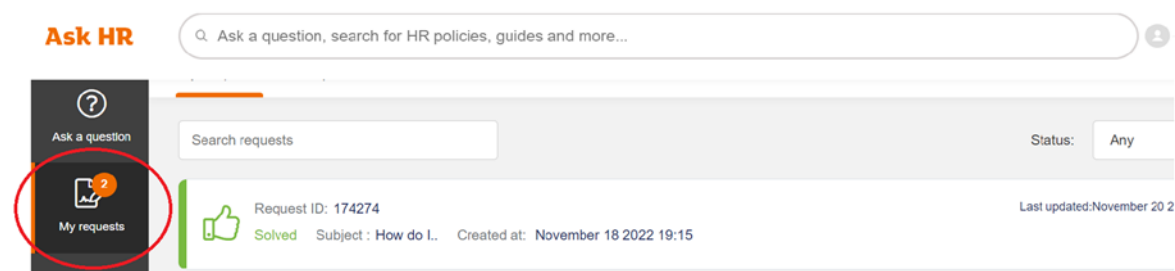 Ask HR
Ask a question, search for HR policies, guides and more...
Ask a question
Search requests
Status: Any
2
My requests
Request ID: 174274
Last updated:November 20 2
Solved Subject : How do I.. Created at: November 18 2022 19:15